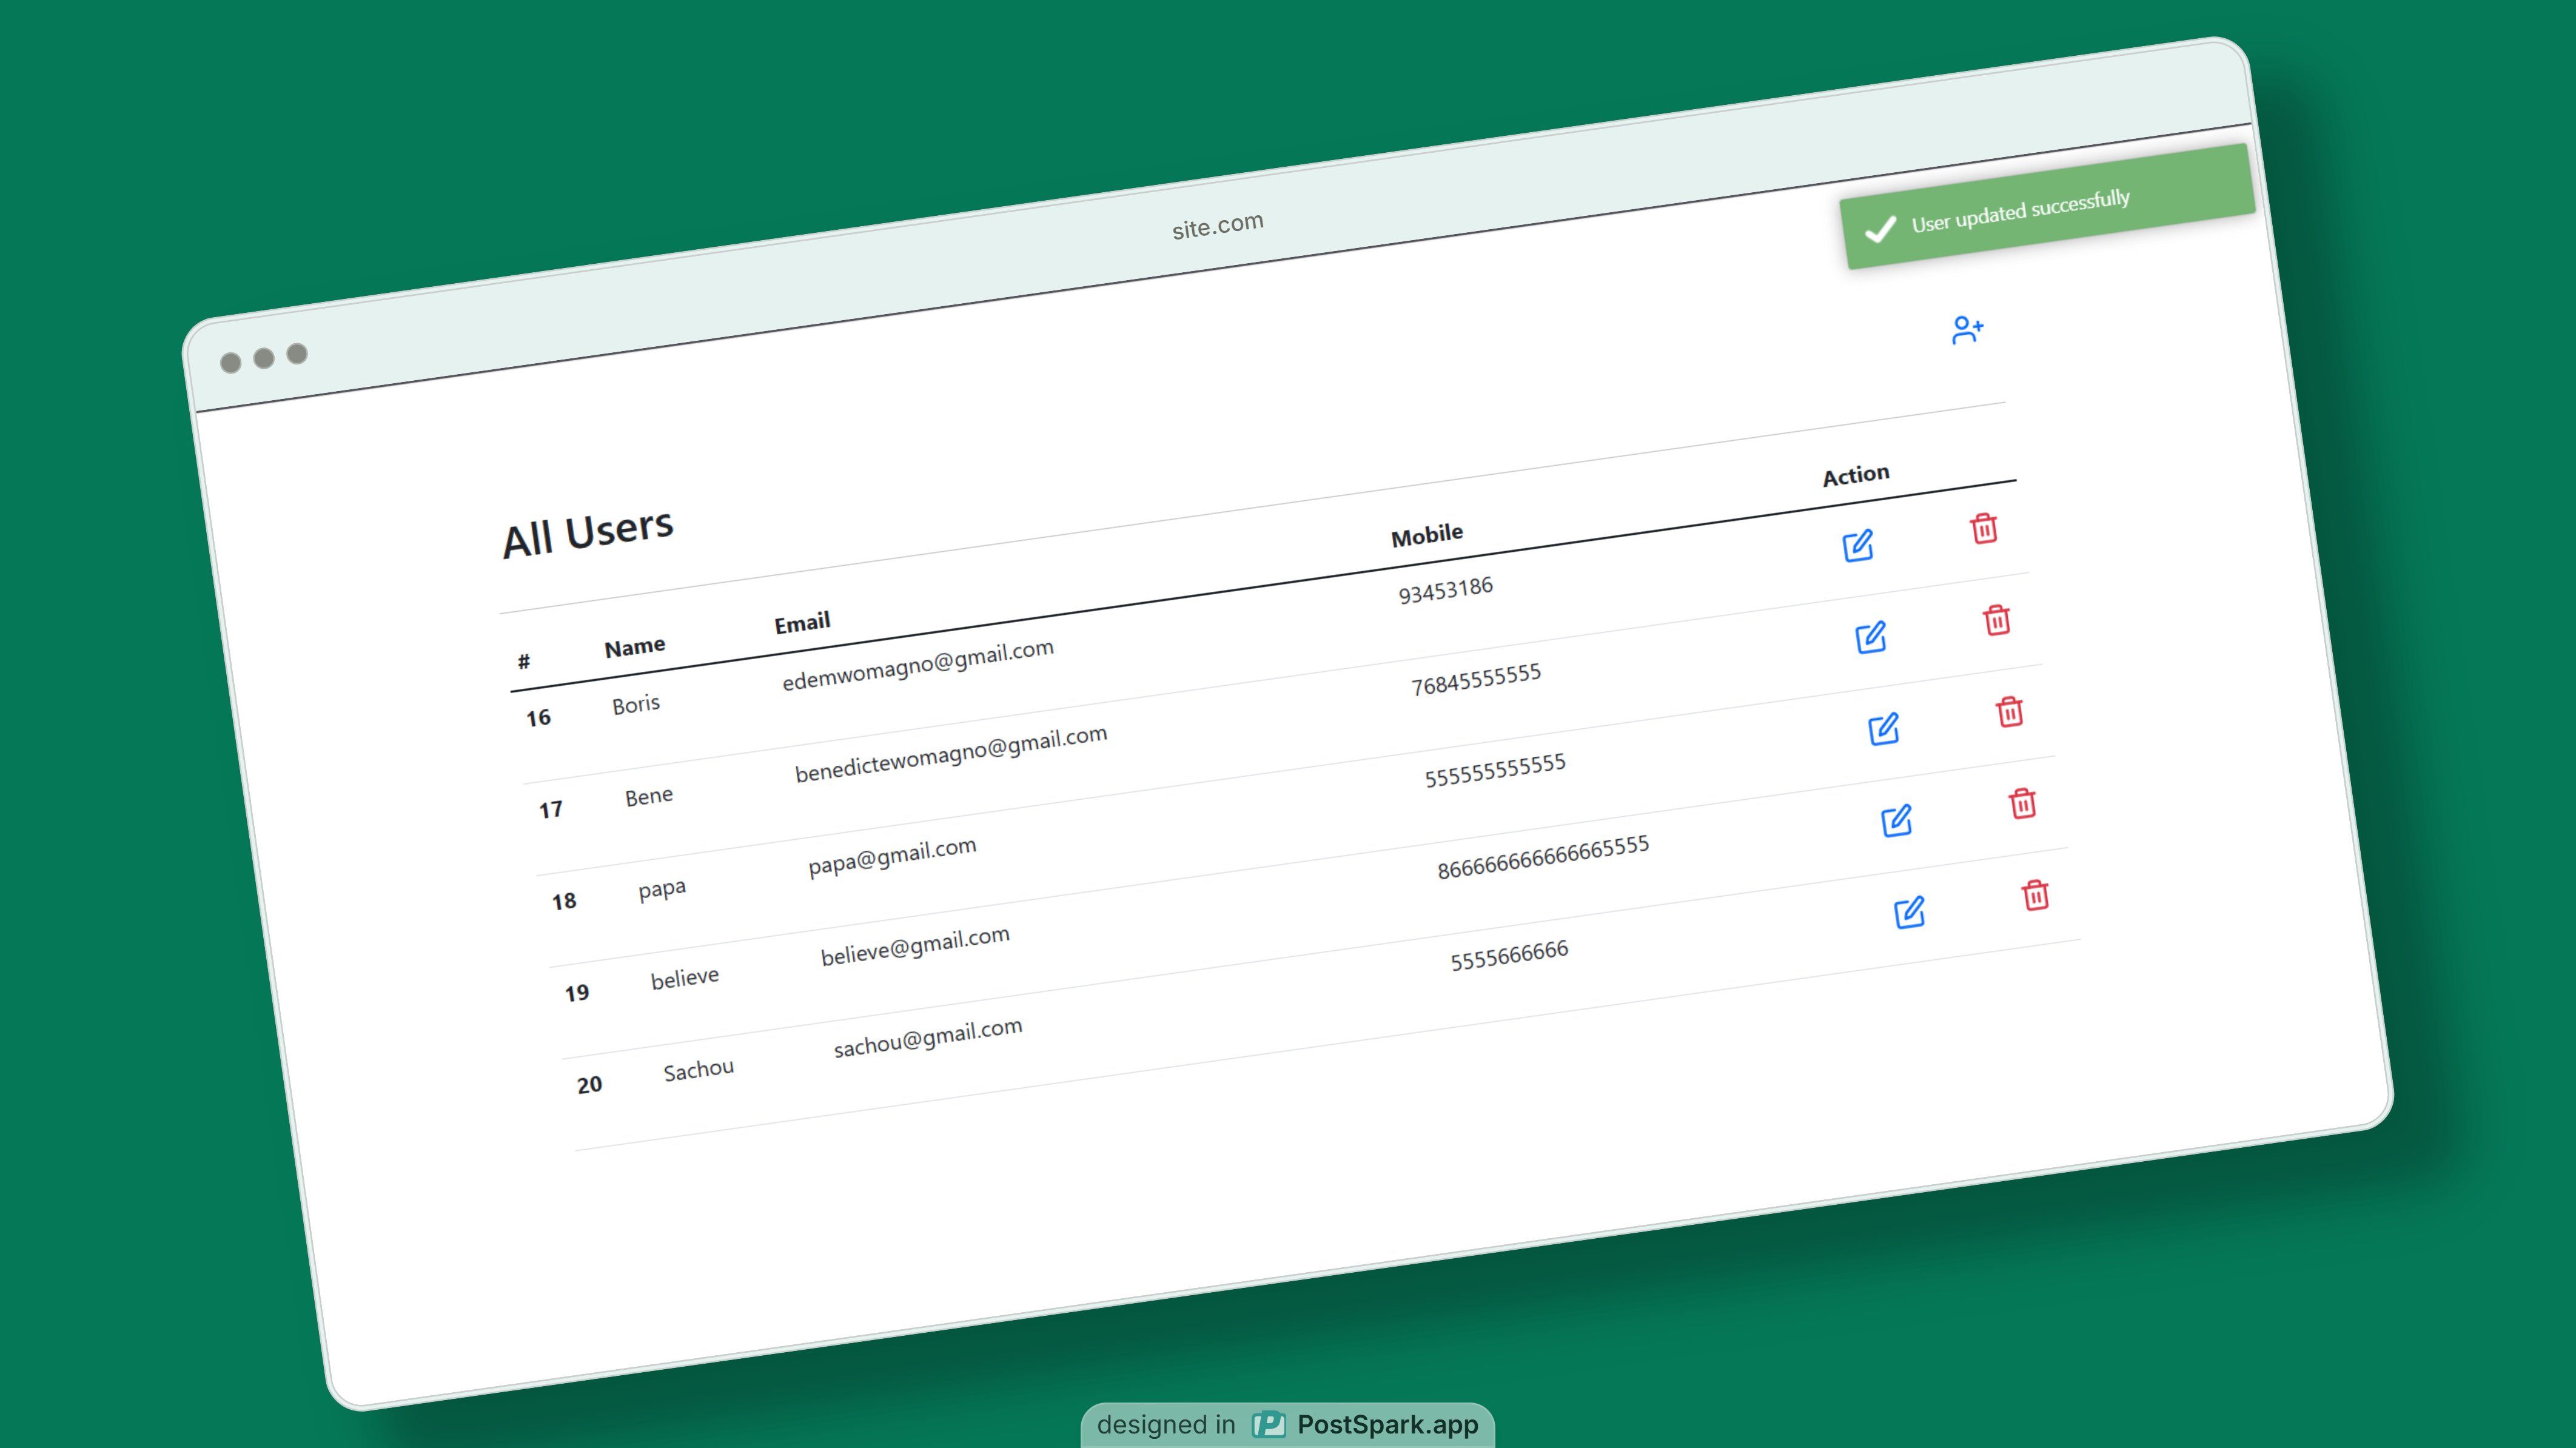 site.com
User updated successfully
All Users
# Name Email Mobile Action
16 Boris edemwomagno@gmail.com 93453186
17 Bene benedictewomagno@gmail.com 76845555555
18 papa papa@gmail.com 555555555555
19 believe believe@gmail.com 866666666666665555
20 Sachou sachou@gmail.com 5555666666
designed in PostSpark.app